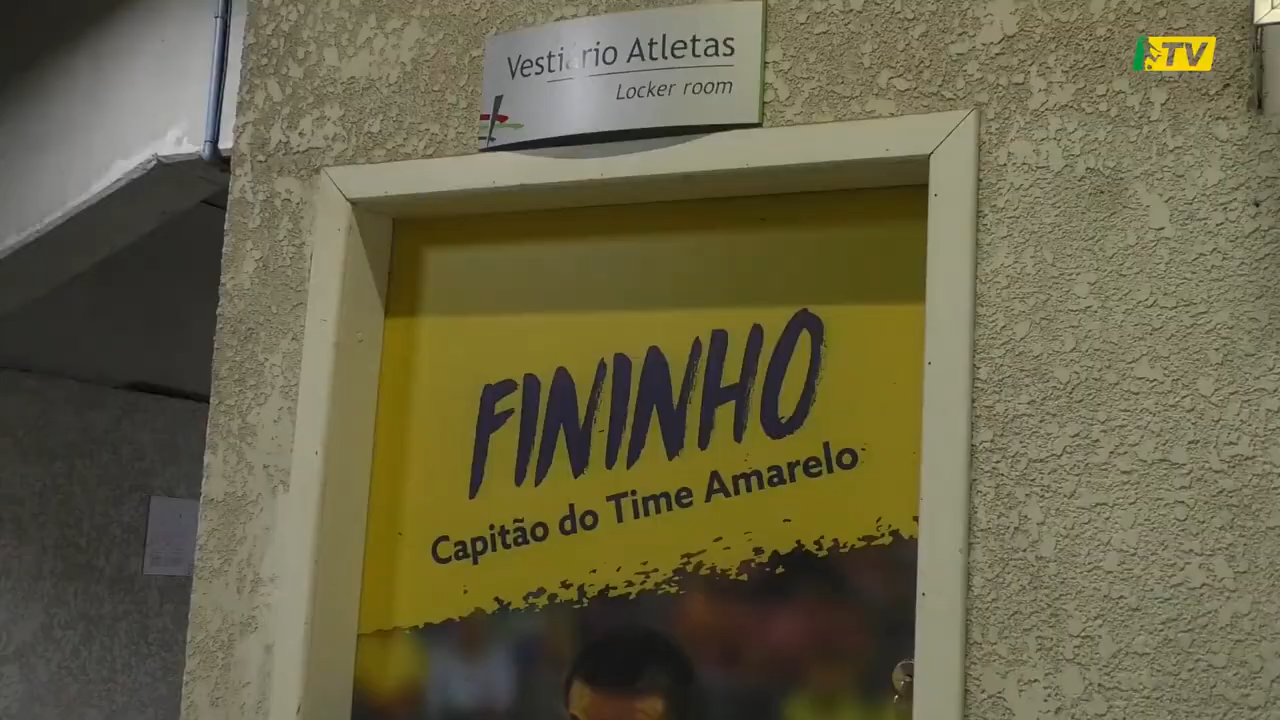 Vestiário Atletas
Locker room
TV
FININHO
Capitão do Time Amarelo